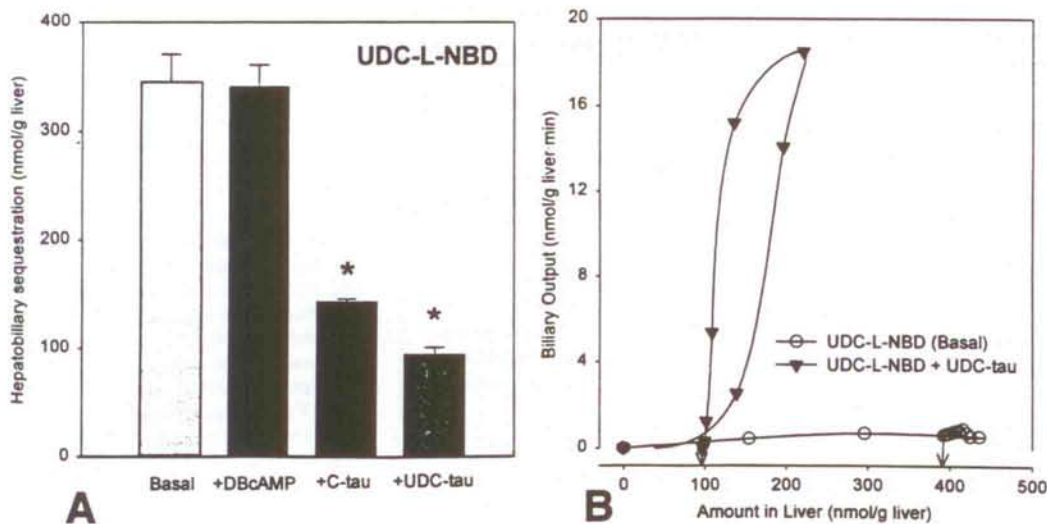 UDC-L-NBD
Hepatobiliary sequestration (nmol/g liver)
400
300
200
100
0
*
*
Basal +DBcAMP +C-tau +UDC-tau
A
Biliary Output (nmol/g liver·min)
20
16
12
8
4
0
UDC-L-NBD (Basal)
UDC-L-NBD + UDC-tau
0 100 200 300 400 500
Amount in Liver (nmol/g liver)
B